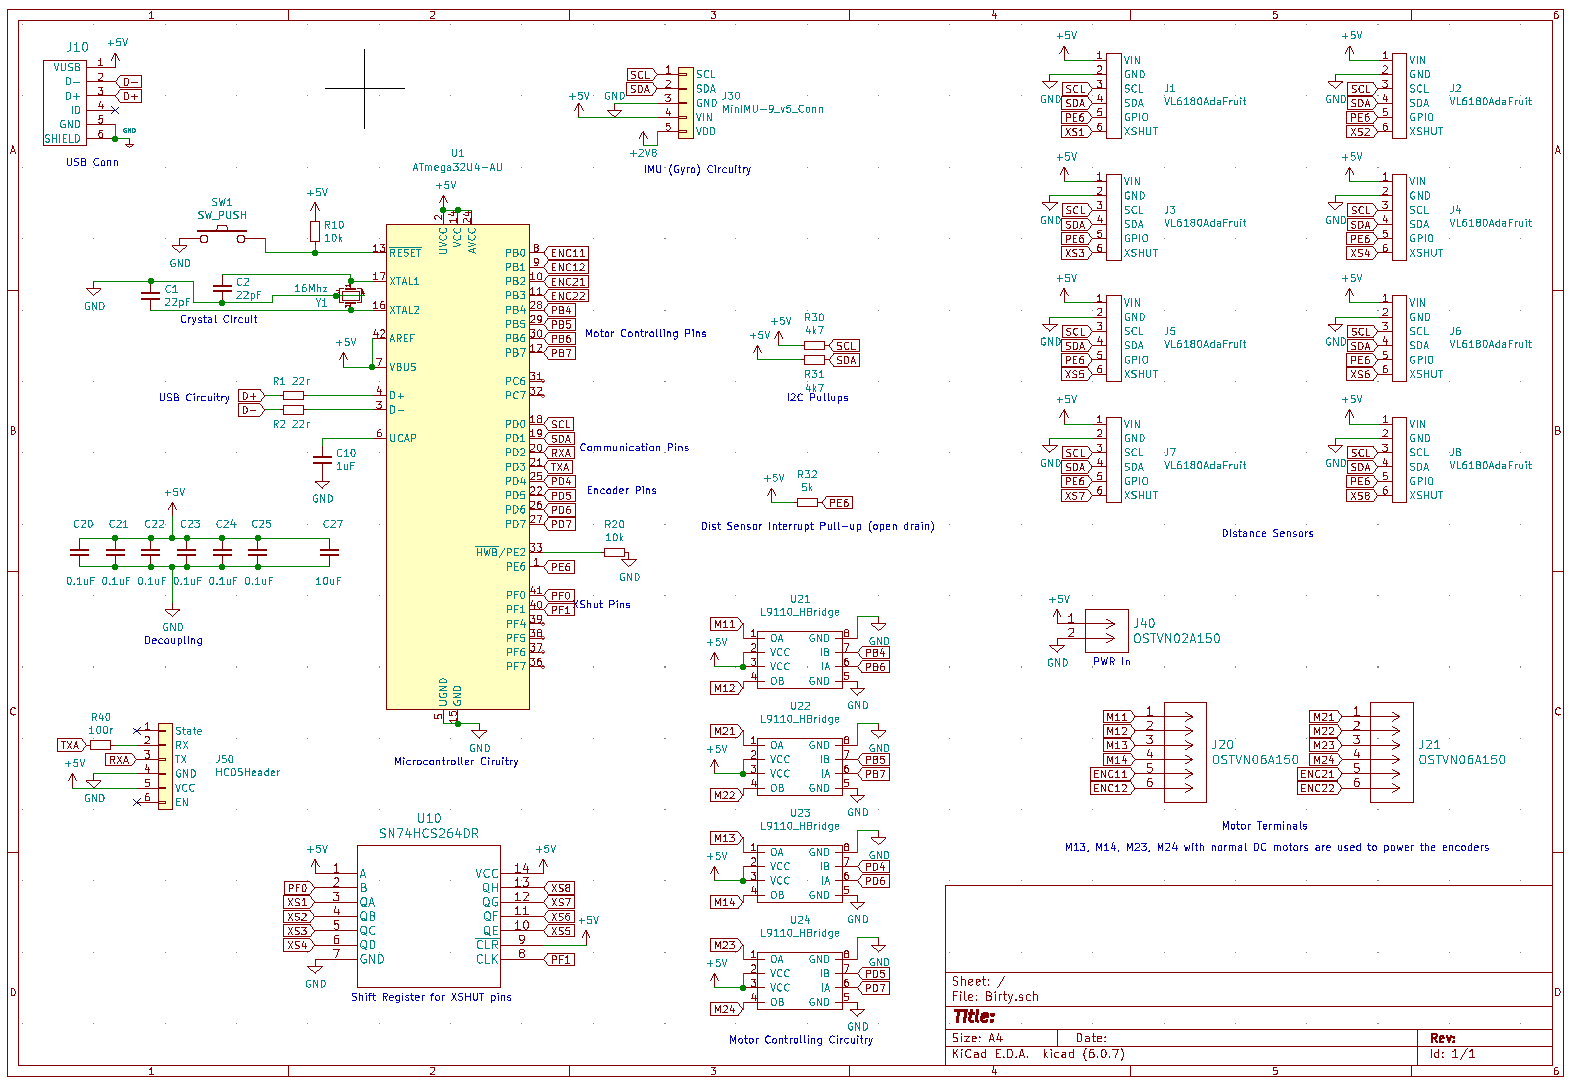 1 2 3 4 5 6
A B C D
J10
+5V
VUSB 1
D- 2 D-
D+ 3 D+
ID 4
GND 5
SHIELD 6
GND
USB Conn
SCL 1 SCL
SDA 2 SDA
GND 3 GND
+5V 4 VIN
5 VDD
+2V8
J30
MiniIMU-9_v5_Conn
IMU (Gyro) Circuitry
+5V
1 VIN
2 GND
GND
SCL 3 SCL
SDA 4 SDA
PE6 5 GPIO
XS1 6 XSHUT
J1
VL6180AdaFruit
+5V
1 VIN
2 GND
GND
SCL 3 SCL
SDA 4 SDA
PE6 5 GPIO
XS2 6 XSHUT
J2
VL6180AdaFruit
+5V
1 VIN
2 GND
GND
SCL 3 SCL
SDA 4 SDA
PE6 5 GPIO
XS3 6 XSHUT
J3
VL6180AdaFruit
+5V
1 VIN
2 GND
GND
SCL 3 SCL
SDA 4 SDA
PE6 5 GPIO
XS4 6 XSHUT
J4
VL6180AdaFruit
+5V
1 VIN
2 GND
GND
SCL 3 SCL
SDA 4 SDA
PE6 5 GPIO
XS5 6 XSHUT
J5
VL6180AdaFruit
+5V
1 VIN
2 GND
GND
SCL 3 SCL
SDA 4 SDA
PE6 5 GPIO
XS6 6 XSHUT
J6
VL6180AdaFruit
+5V
1 VIN
2 GND
GND
SCL 3 SCL
SDA 4 SDA
PE6 5 GPIO
XS7 6 XSHUT
J7
VL6180AdaFruit
+5V
1 VIN
2 GND
GND
SCL 3 SCL
SDA 4 SDA
PE6 5 GPIO
XS8 6 XSHUT
J8
VL6180AdaFruit
Distance Sensors
U1
ATmega32U4-AU
+5V
2 14 24
UVCC VCC AVCC
SW1
SW_PUSH
GND
+5V
R10
10k
13 RESET
17 XTAL1
16 XTAL2
42 AREF
7 VBUS
4 D+
3 D-
6 UCAP
PB0 8 ENC11
PB1 9 ENC12
PB2 10 ENC21
PB3 11 ENC22
PB4 28 PB4
PB5 29 PB5
PB6 30 PB6
PB7 12 PB7
PC6 31
PC7 32
PD0 18 SCL
PD1 19 SDA
PD2 20 RXA
PD3 21 TXA
PD4 25 PD4
PD5 22 PD5
PD6 26 PD6
PD7 27 PD7
HWB/PE2 33
PE6 1 PE6
PF0 41 PF0
PF1 40 PF1
PF4 39
PF5 38
PF6 37
PF7 36
UGND GND
5 15
GND
Microcontroller Ciruitry
Motor Controlling Pins
Communication Pins
Encoder Pins
XShut Pins
R20
10k
GND
GND
C1
22pF
C2
22pF
16Mhz
Y1
Crystal Circuit
+5V
USB Circuitry
D+ R1 22r
D- R2 22r
C10
1uF
GND
+5V
C20 C21 C22 C23 C24 C25 C27
0.1uF 0.1uF 0.1uF 0.1uF 0.1uF 0.1uF 10uF
GND
Decoupling
+5V
+5V
R30
4k7
SCL
SDA
R31
4k7
I2C Pullups
+5V
R32
5k
PE6
Dist Sensor Interrupt Pull-up (open drain)
U21
L9110_HBridge
M11
+5V
M12
1 OA GND 8
2 VCC IB 7 PB4
3 VCC IA 6 PB6
4 OB GND 5
GND
GND
U22
L9110_HBridge
M21
+5V
M22
1 OA GND 8
2 VCC IB 7 PB5
3 VCC IA 6 PB7
4 OB GND 5
GND
GND
U23
L9110_HBridge
M13
+5V
M14
1 OA GND 8
2 VCC IB 7 PD4
3 VCC IA 6 PD6
4 OB GND 5
GND
GND
U24
L9110_HBridge
M23
+5V
M24
1 OA GND 8
2 VCC IB 7 PD5
3 VCC IA 6 PD7
4 OB GND 5
GND
GND
Motor Controlling Circuitry
+5V
1
2
GND
J40
OSTVN02A150
PWR In
M11 1
M12 2
M13 3
M14 4
ENC11 5
ENC12 6
J20
OSTVN06A150
M21 1
M22 2
M23 3
M24 4
ENC21 5
ENC22 6
J21
OSTVN06A150
Motor Terminals
M13, M14, M23, M24 with normal DC motors are used to power the encoders
R40
100r
TXA
RXA
+5V
GND
1 State
2 RX
3 TX
4 GND
5 VCC
6 EN
J50
HC05Header
U10
SN74HCS264DR
+5V
1 A VCC 14 +5V
PF0 2 B QH 13 XS8
XS1 3 QA QG 12 XS7
XS2 4 QB QF 11 XS6
XS3 5 QC QE 10 XS5
XS4 6 QD CLR 9 +5V
7 GND CLK 8 PF1
GND
Shift Register for XSHUT pins
Sheet: /
File: Birty.sch
Title:
Size: A4 Date: Rev:
KiCad E.D.A. kicad (6.0.7) Id: 1/1
A B C D
1 2 3 4 5 6